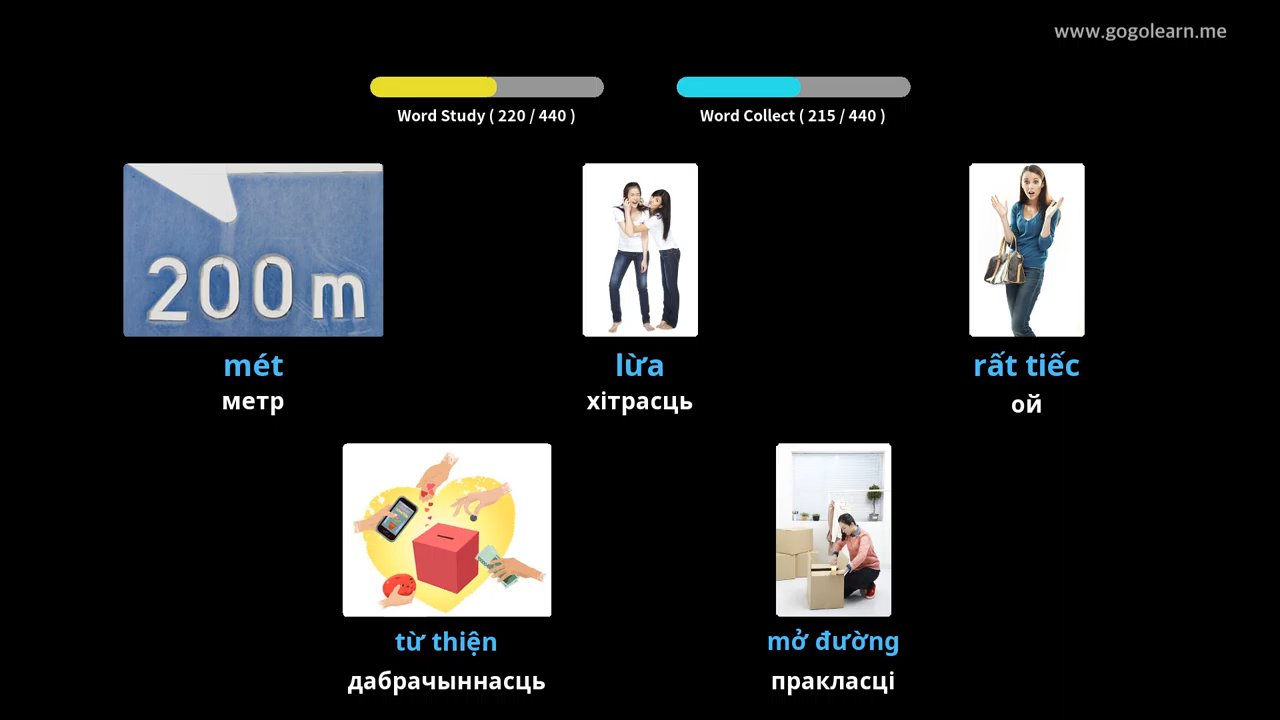 www.gogolearn.me
Word Study ( 220 / 440 )
Word Collect ( 215 / 440 )
200 m
mét
метр
lừa
хітрасць
rất tiếc
ой
từ thiện
дабрачыннасць
mở đường
пракласці